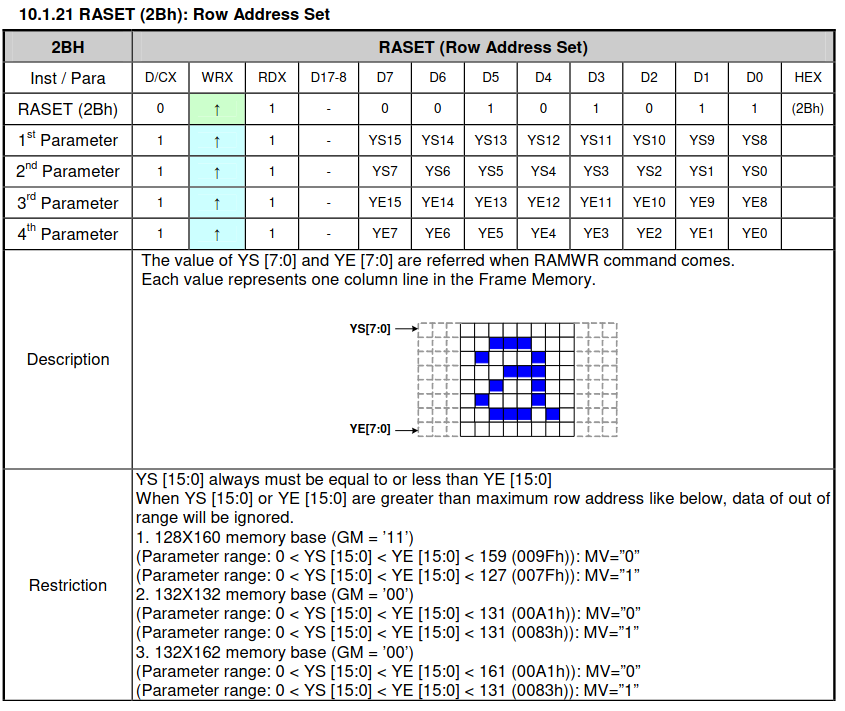 10.1.21 RASET (2Bh): Row Address Set
2BH RASET (Row Address Set)
Inst / Para D/CX WRX RDX D17-8 D7 D6 D5 D4 D3 D2 D1 D0 HEX
RASET (2Bh) 0 ↑ 1 - 0 0 1 0 1 0 1 1 (2Bh)
1st Parameter 1 ↑ 1 - YS15 YS14 YS13 YS12 YS11 YS10 YS9 YS8
2nd Parameter 1 ↑ 1 - YS7 YS6 YS5 YS4 YS3 YS2 YS1 YS0
3rd Parameter 1 ↑ 1 - YE15 YE14 YE13 YE12 YE11 YE10 YE9 YE8
4th Parameter 1 ↑ 1 - YE7 YE6 YE5 YE4 YE3 YE2 YE1 YE0
Description
The value of YS [7:0] and YE [7:0] are referred when RAMWR command comes.
Each value represents one column line in the Frame Memory.
YS[7:0]
YE[7:0]
Restriction
YS [15:0] always must be equal to or less than YE [15:0]
When YS [15:0] or YE [15:0] are greater than maximum row address like below, data of out of
range will be ignored.
1. 128X160 memory base (GM = ’11’)
(Parameter range: 0 < YS [15:0] < YE [15:0] < 159 (009Fh)): MV=”0”
(Parameter range: 0 < YS [15:0] < YE [15:0] < 127 (007Fh)): MV=”1”
2. 132X132 memory base (GM = ’00’)
(Parameter range: 0 < YS [15:0] < YE [15:0] < 131 (00A1h)): MV=”0”
(Parameter range: 0 < YS [15:0] < YE [15:0] < 131 (0083h)): MV=”1”
3. 132X162 memory base (GM = ’00’)
(Parameter range: 0 < YS [15:0] < YE [15:0] < 161 (00A1h)): MV=”0”
(Parameter range: 0 < YS [15:0] < YE [15:0] < 131 (0083h)): MV=”1”